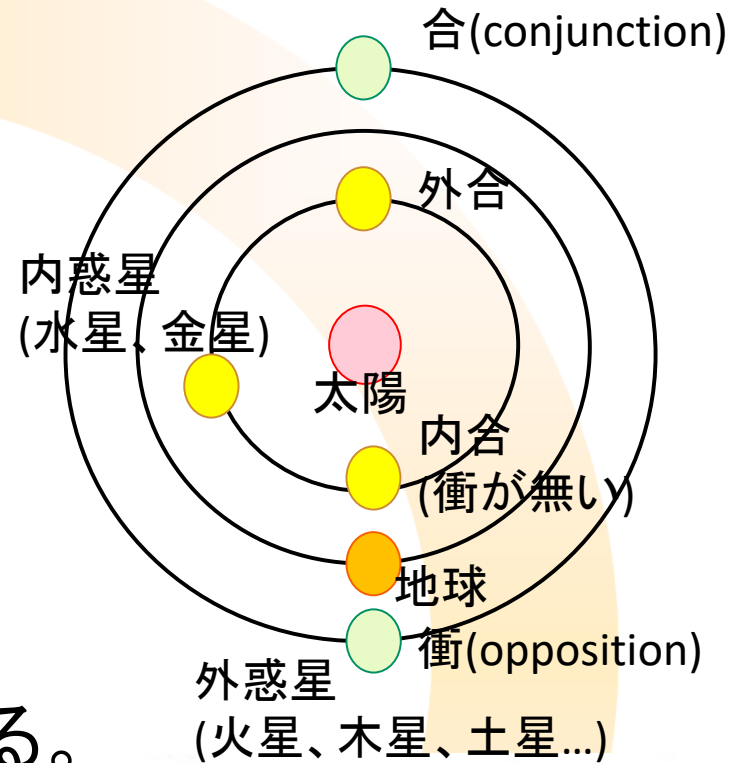 合(conjunction)
外合
内惑星
(水星、金星)
太陽
内合
(衝が無い)
地球
衝(opposition)
外惑星
(火星、木星、土星…)
る。